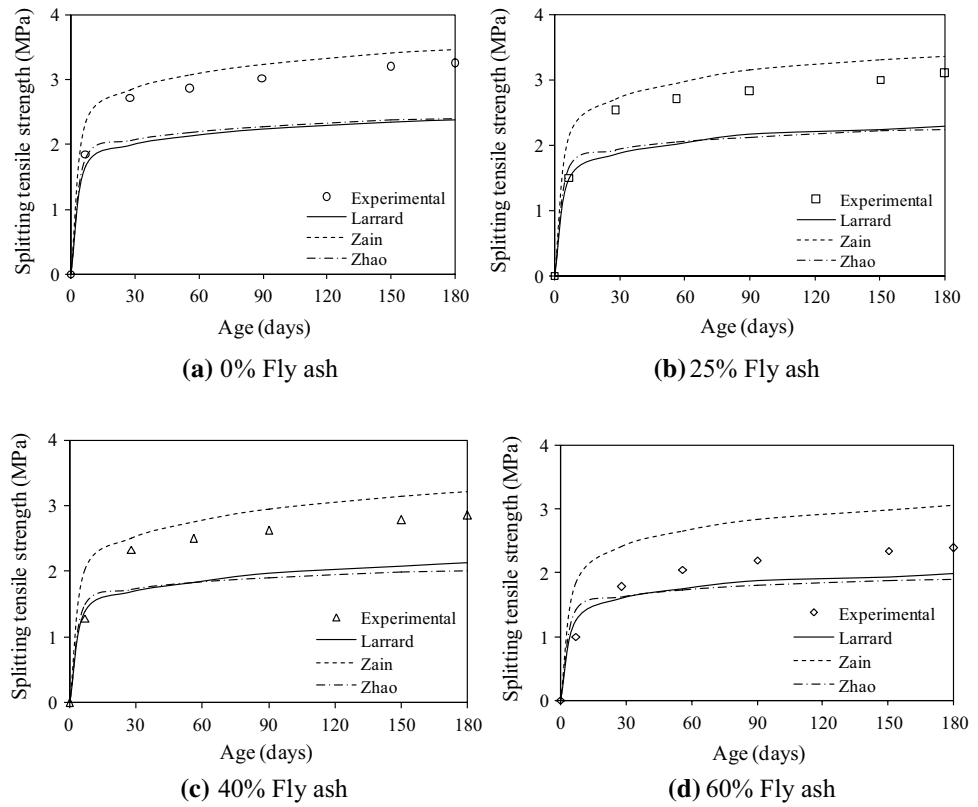 Splitting tensile strength (MPa)
4
3
2
1
0
Experimental
Larrard
Zain
Zhao
0 30 60 90 120 150 180
Age (days)
(a) 0% Fly ash
Splitting tensile strength (MPa)
4
3
2
1
0
Experimental
Larrard
Zain
Zhao
0 30 60 90 120 150 180
Age (days)
(b) 25% Fly ash
Splitting tensile strength (MPa)
4
3
2
1
0
Experimental
Larrard
Zain
Zhao
0 30 60 90 120 150 180
Age (days)
(c) 40% Fly ash
Splitting tensile strength (MPa)
4
3
2
1
0
Experimental
Larrard
Zain
Zhao
0 30 60 90 120 150 180
Age (days)
(d) 60% Fly ash